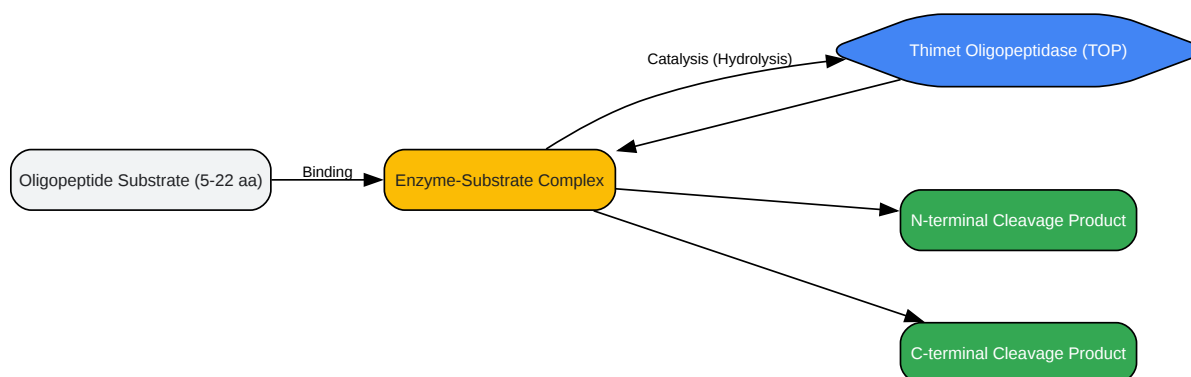 Thimet Oligopeptidase (TOP)
Catalysis (Hydrolysis)
Oligopeptide Substrate (5-22 aa)
Binding
Enzyme-Substrate Complex
N-terminal Cleavage Product
C-terminal Cleavage Product